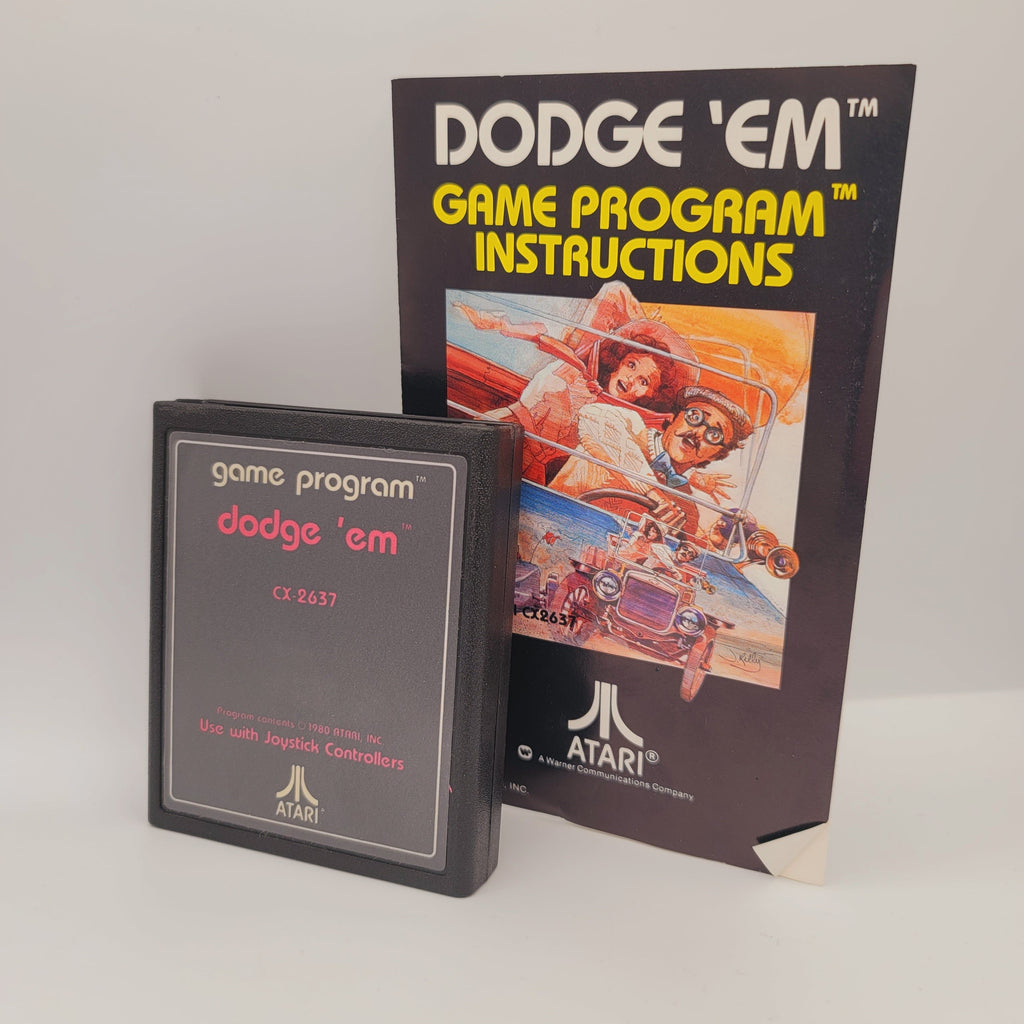 DODGE 'EM™
GAME PROGRAM™
INSTRUCTIONS
CX2637
ATARI®
A Warner Communications Company
, INC.
game program™
dodge 'em™
CX-2637
Program contents © 1980 ATARI, INC.
Use with Joystick Controllers
ATARI®